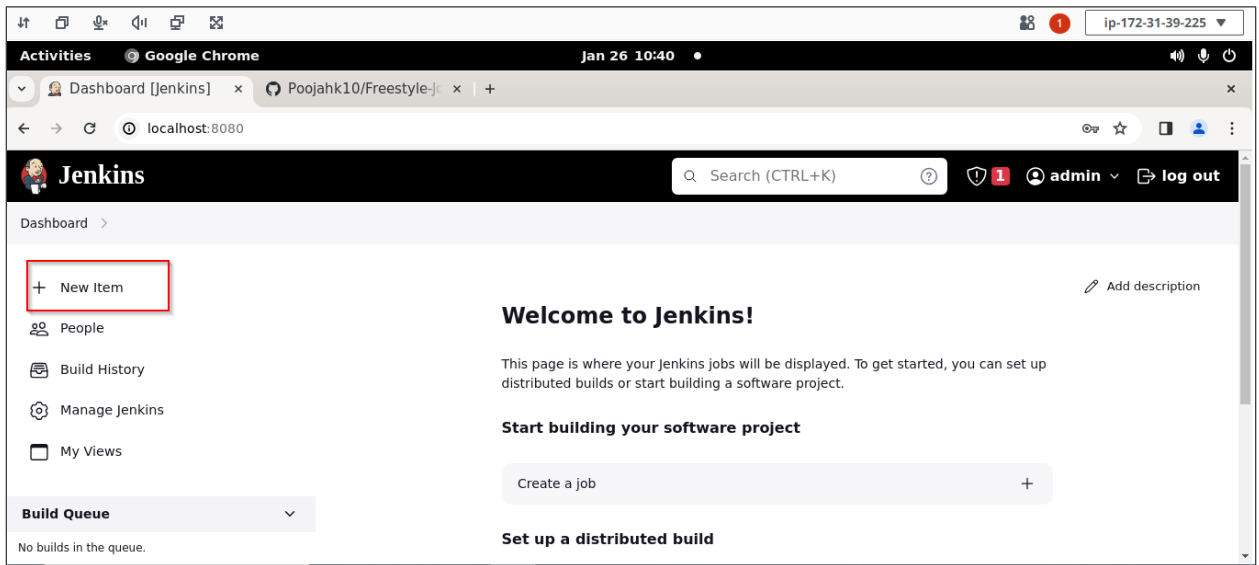 1 ip-172-31-39-225
Activities Google Chrome Jan 26 10:40
Dashboard [Jenkins] × Poojahk10/Freestyle-Jo × + ×
localhost:8080
Jenkins Search (CTRL+K) 1 admin log out
Dashboard
+ New Item
Add description
Welcome to Jenkins!
People
This page is where your Jenkins jobs will be displayed. To get started, you can set up
Build History
distributed builds or start building a software project.
Manage Jenkins
Start building your software project
My Views
Create a job +
Build Queue
Set up a distributed build
No builds in the queue.